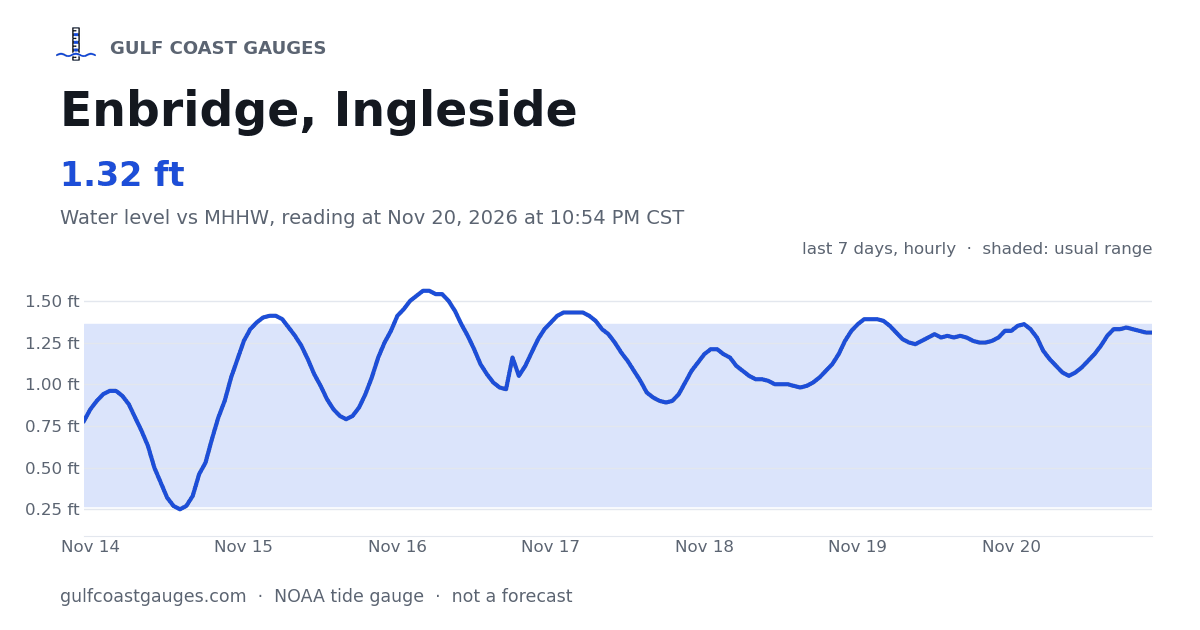 GULF COAST GAUGES
Enbridge, Ingleside
1.32 ft
Water level vs MHHW, reading at Nov 20, 2026 at 10:54 PM CST
last 7 days, hourly · shaded: usual range
1.50 ft
1.25 ft
1.00 ft
0.75 ft
0.50 ft
0.25 ft
Nov 14 Nov 15 Nov 16 Nov 17 Nov 18 Nov 19 Nov 20
gulfcoastgauges.com · NOAA tide gauge · not a forecast